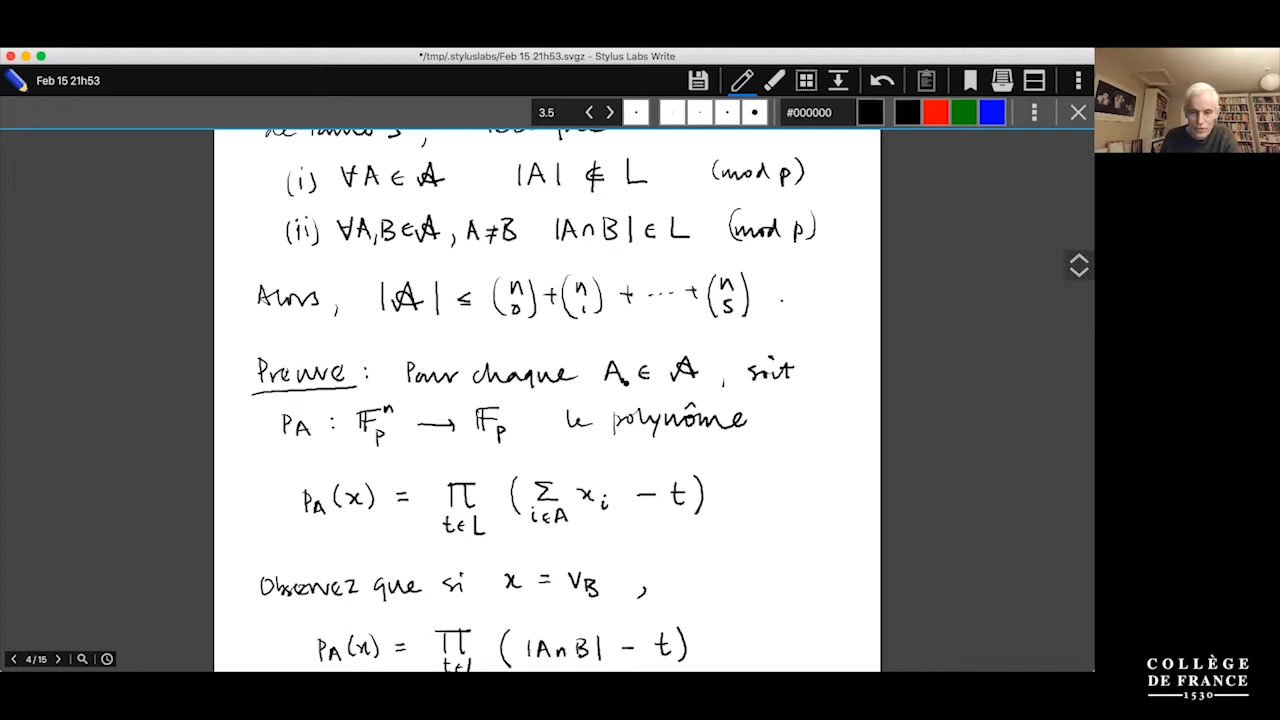 */tmp/.styluslabs/Feb 15 21h53.svgz - Stylus Labs Write
Feb 15 21h53
3.5
#000000
(i) ∀A ∈ 𝒜 |A| ∉ L (mod p)
(ii) ∀A,B ∈ 𝒜, A ≠ B |A∩B| ∈ L (mod p)
Alors, |𝒜| ≤ (n 0) + (n 1) + ⋯ + (n s).
Preuve : Pour chaque A ∈ 𝒜, soit
P_A : 𝔽_p^n → 𝔽_p le polynôme
P_A(x) = ∏_{t∈L} (∑_{i∈A} x_i − t)
Observez que si x = v_B,
P_A(x) = ∏_{t∈L} (|A∩B| − t)
4/15
COLLÈGE
DE FRANCE
1530